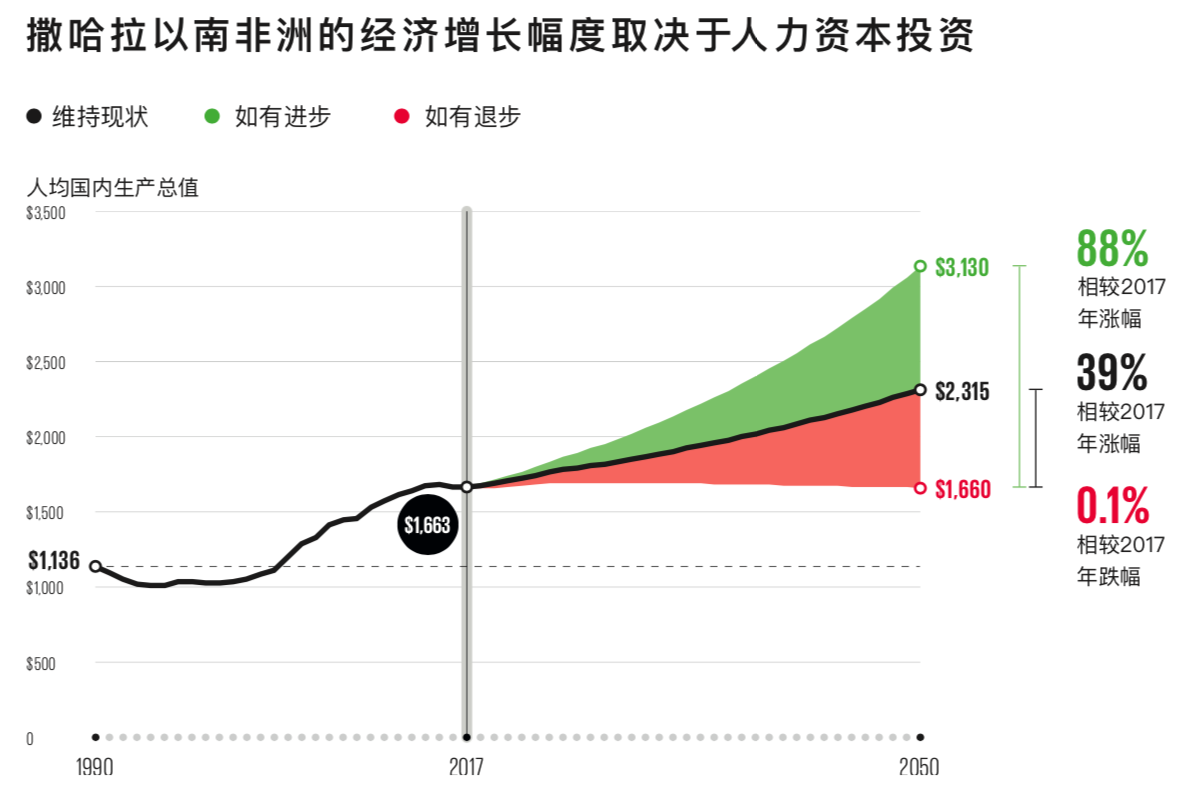 撒哈拉以南非洲的经济增长幅度取决于人力资本投资
维持现状 如有进步 如有退步
人均国内生产总值
$3,500
$3,000
$2,500
$2,000
$1,500
$1,136
$1,000
$500
0
$1,663
1990 2017 2050
$3,130
$2,315
$1,660
88%
相较2017
年涨幅
39%
相较2017
年涨幅
0.1%
相较2017
年跌幅